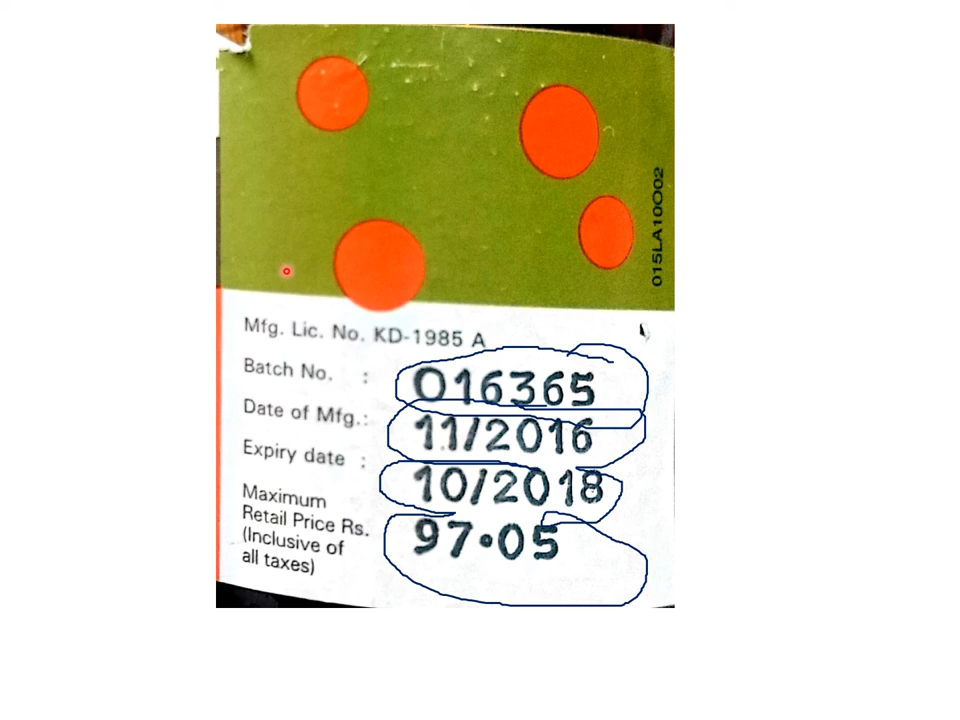 015LA10O02
Mfg. Lic. No. KD-1985 A
Batch No. : 016365
Date of Mfg.: 11/2016
Expiry date : 10/2018
Maximum
Retail Price Rs. 97.05
(Inclusive of
all taxes)